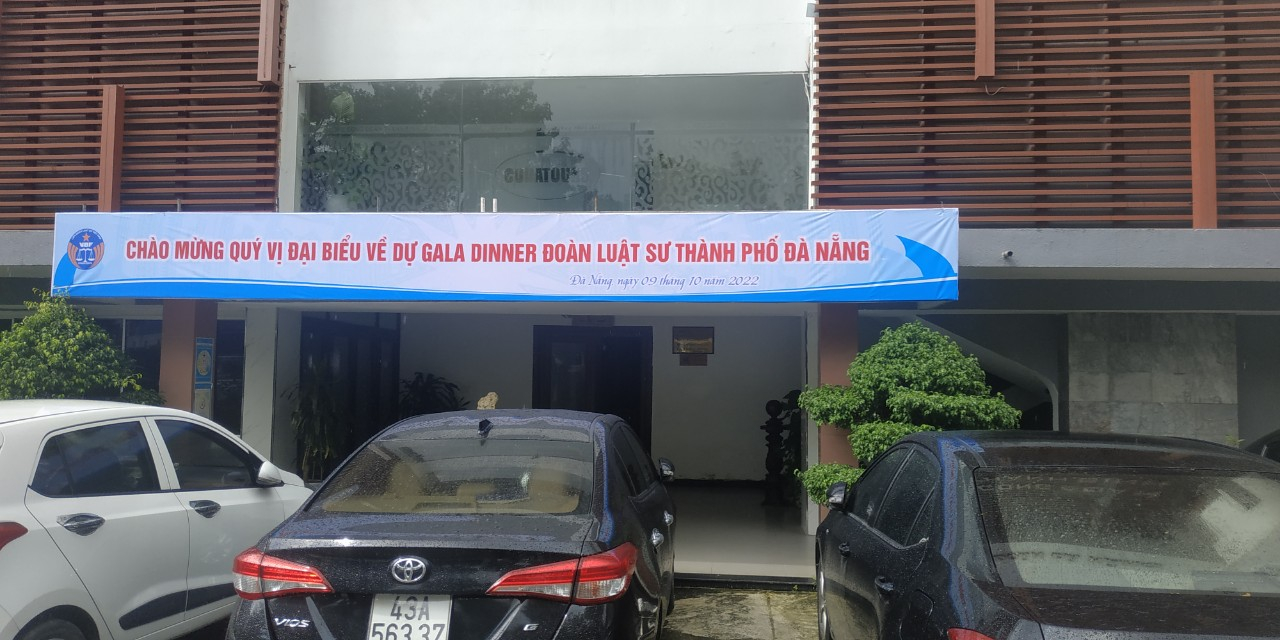 CHÀO MỪNG QUÝ VỊ ĐẠI BIỂU VỀ DỰ GALA DINNER ĐOÀN LUẬT SƯ THÀNH PHỐ ĐÀ NẴNG
Đà Nẵng, ngày 09 tháng 10 năm 2022
VIOS
G
43A
563.37